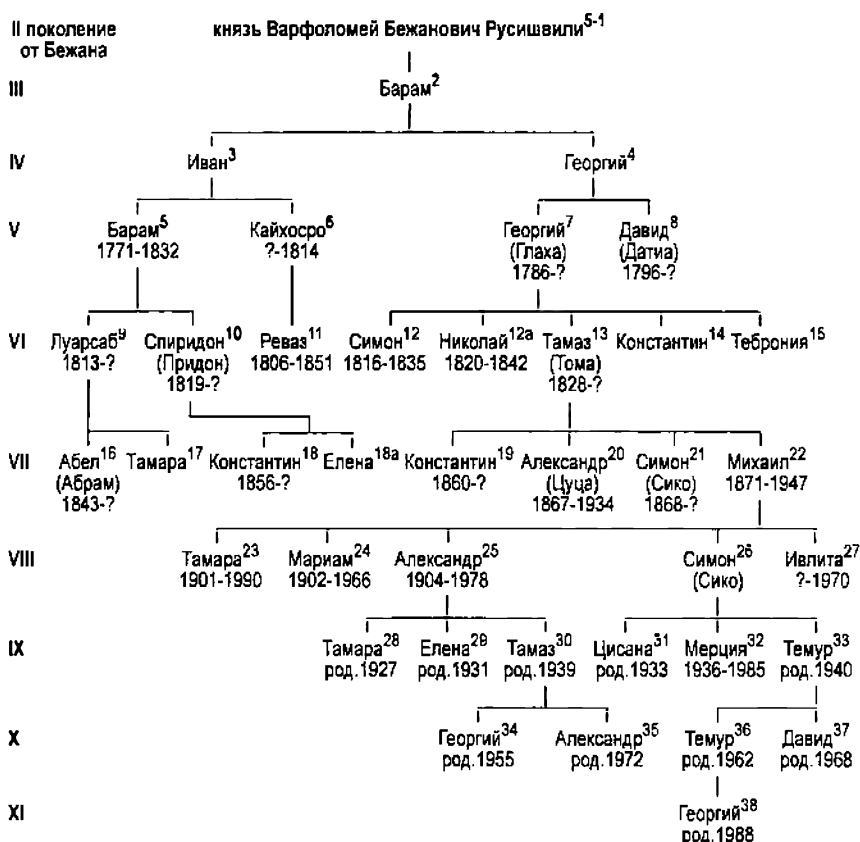 II поколение князь Варфоломей Бежанович Русишвили5-1
от Бежана
III Барам2
IV Иван3 Георгий4
V Барам5 Кайхосро6 Георгий7 Давид8
1771-1832 ?-1814 (Глаха) (Датиа)
1786-? 1796-?
VI Луарсаб9 Спиридон10 Реваз11 Симон12 Николай12а Тамаз13 Константин14 Теброния15
1813-? (Придон) 1806-1851 1816-1835 1820-1842 (Тома)
1819-? 1828-?
VII Абел16 Тамара17 Константин18 Елена18а Константин19 Александр20 Симон21 Михаил22
(Абрам) 1856-? 1860-? (Цуца) (Сико) 1871-1947
1843-? 1867-1934 1868-?
VIII Тамара23 Мариам24 Александр25 Симон26 Ивлита27
1901-1990 1902-1966 1904-1978 (Сико) ?-1970
IX Тамара28 Елена29 Тамаз30 Цисана31 Мерция32 Темур33
род.1927 род.1931 род.1939 род.1933 1936-1985 род.1940
X Георгий34 Александр35 Темур36 Давид37
род.1955 род.1972 род.1962 род.1968
XI Георгий38
род.1988